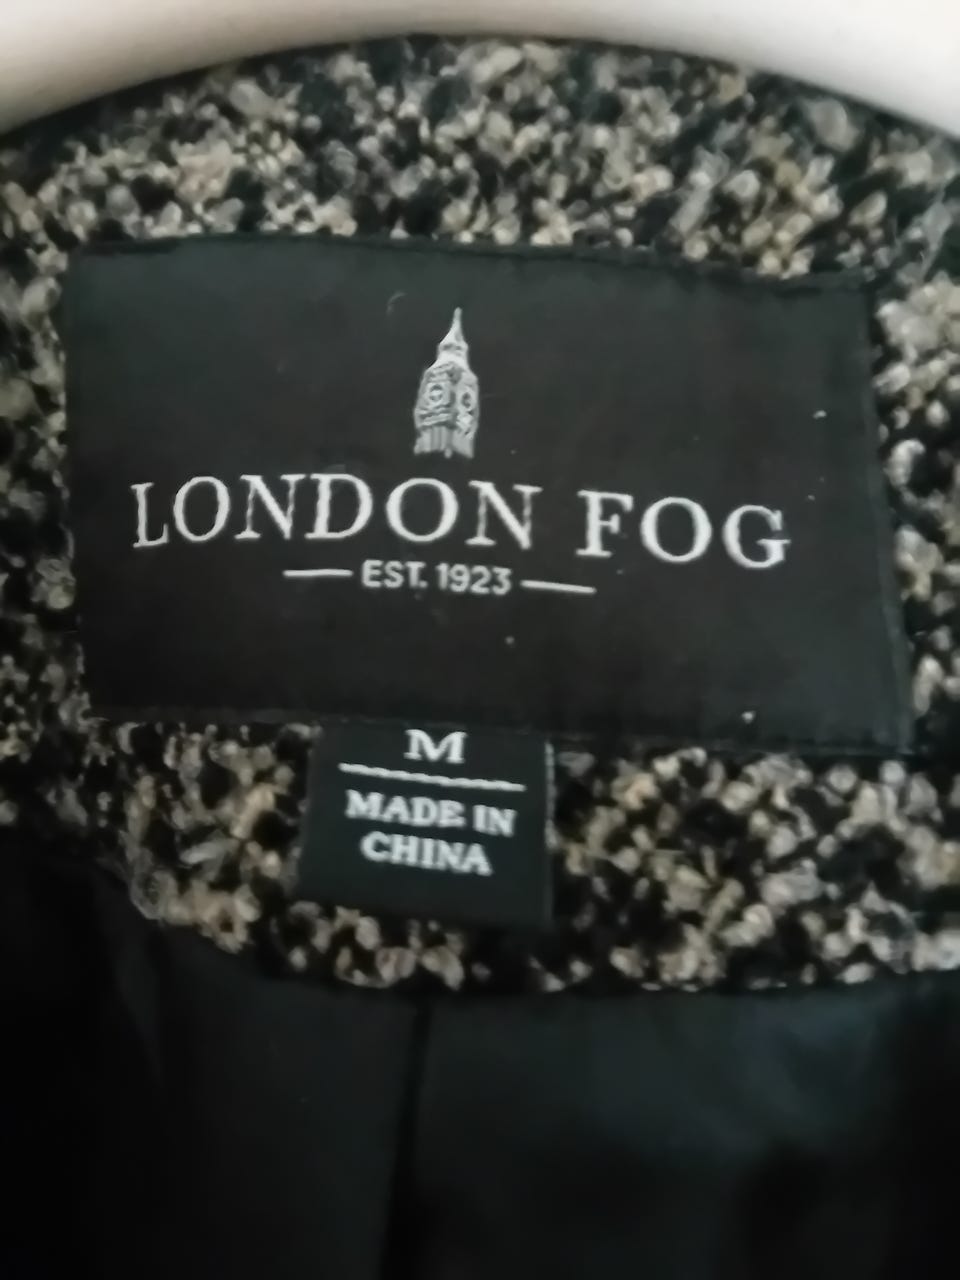 LONDON FOG
EST. 1923
M
MADE IN
CHINA